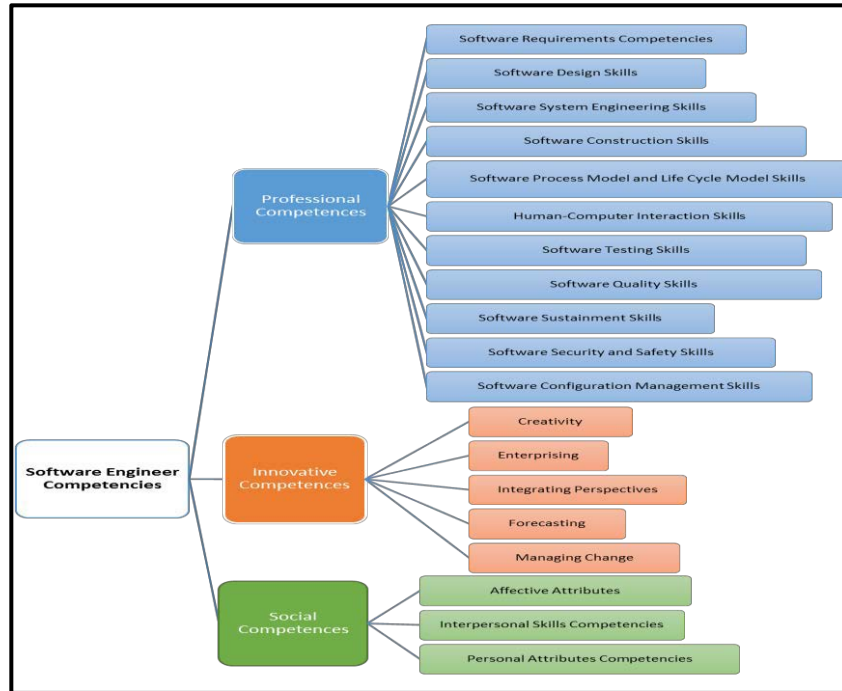 Software Engineer
Competencies
Professional
Competences
Software Requirements Competencies
Software Design Skills
Software System Engineering Skills
Software Construction Skills
Software Process Model and Life Cycle Model Skills
Human-Computer Interaction Skills
Software Testing Skills
Software Quality Skills
Software Sustainment Skills
Software Security and Safety Skills
Software Configuration Management Skills
Innovative
Competences
Creativity
Enterprising
Integrating Perspectives
Forecasting
Managing Change
Social
Competences
Affective Attributes
Interpersonal Skills Competencies
Personal Attributes Competencies